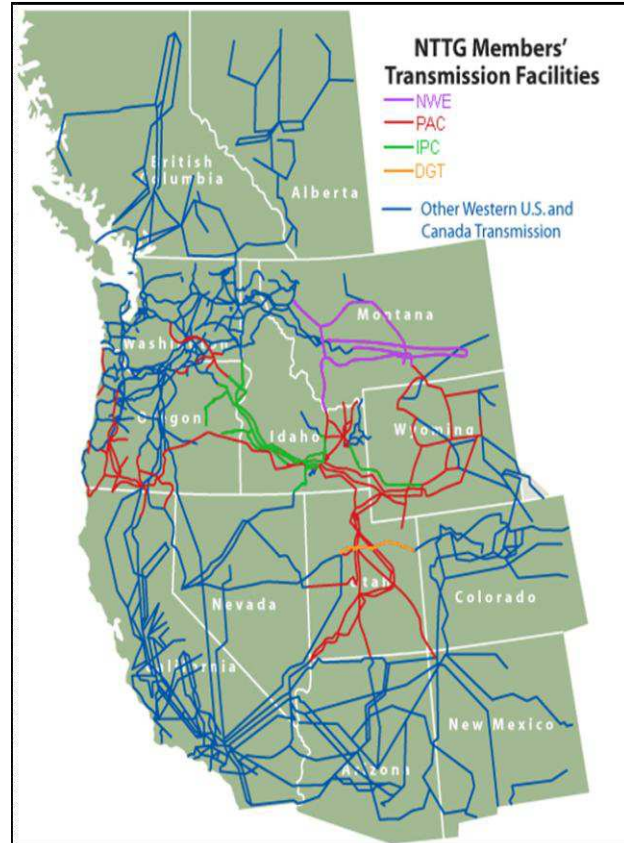 NTTG Members'
Transmission Facilities
NWE
PAC
IPC
DGT
Other Western U.S. and
Canada Transmission
British
Columbia
Alberta
Washington
Montana
Oregon
Idaho
Wyoming
Nevada
Utah
Colorado
California
Arizona
New Mexico